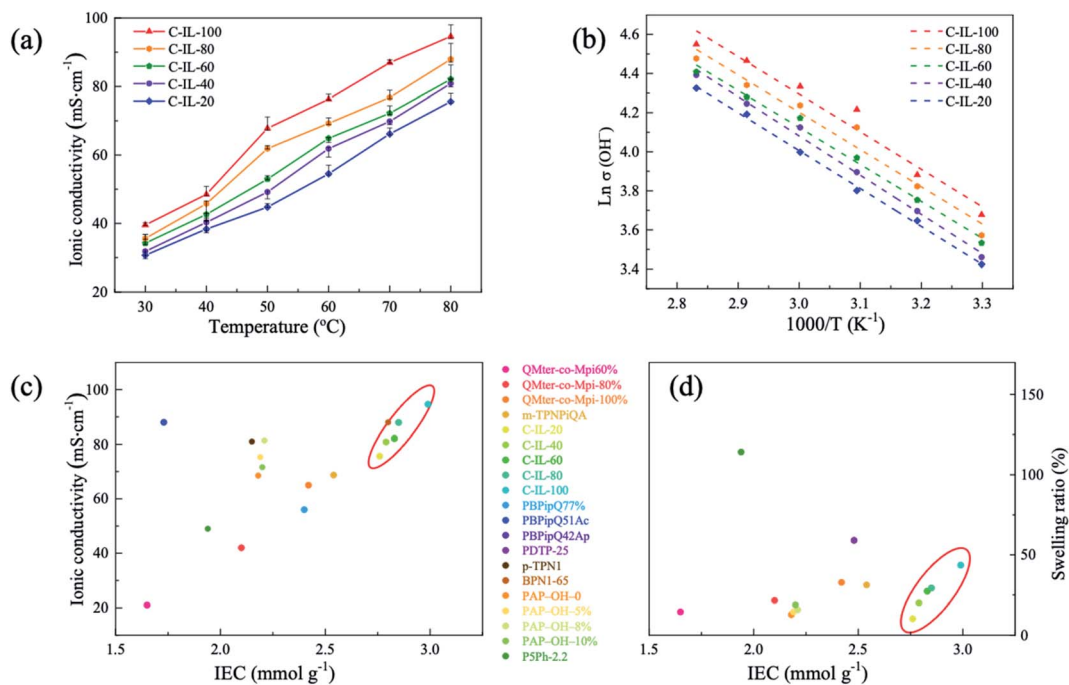 (a)
C-IL-100
C-IL-80
C-IL-60
C-IL-40
C-IL-20
Ionic conductivity (mS·cm⁻¹)
100
80
60
40
20
30
40
50
60
70
80
Temperature (ºC)
(b)
C-IL-100
C-IL-80
C-IL-60
C-IL-40
C-IL-20
Ln σ (OH⁻)
4.6
4.4
4.2
4.0
3.8
3.6
3.4
2.8
2.9
3.0
3.1
3.2
3.3
1000/T (K⁻¹)
(c)
Ionic conductivity (mS·cm⁻¹)
100
80
60
40
20
1.5
2.0
2.5
3.0
IEC (mmol g⁻¹)
QMter-co-Mpi60%
QMter-co-Mpi-80%
QMter-co-Mpi-100%
m-TPNPiQA
C-IL-20
C-IL-40
C-IL-60
C-IL-80
C-IL-100
PBPipQ77%
PBPipQ51Ac
PBPipQ42Ap
PDTP-25
p-TPN1
BPN1-65
PAP-OH-0
PAP-OH-5%
PAP-OH-8%
PAP-OH-10%
P5Ph-2.2
(d)
150
100
50
0
Swelling ratio (%)
1.5
2.0
2.5
3.0
IEC (mmol g⁻¹)